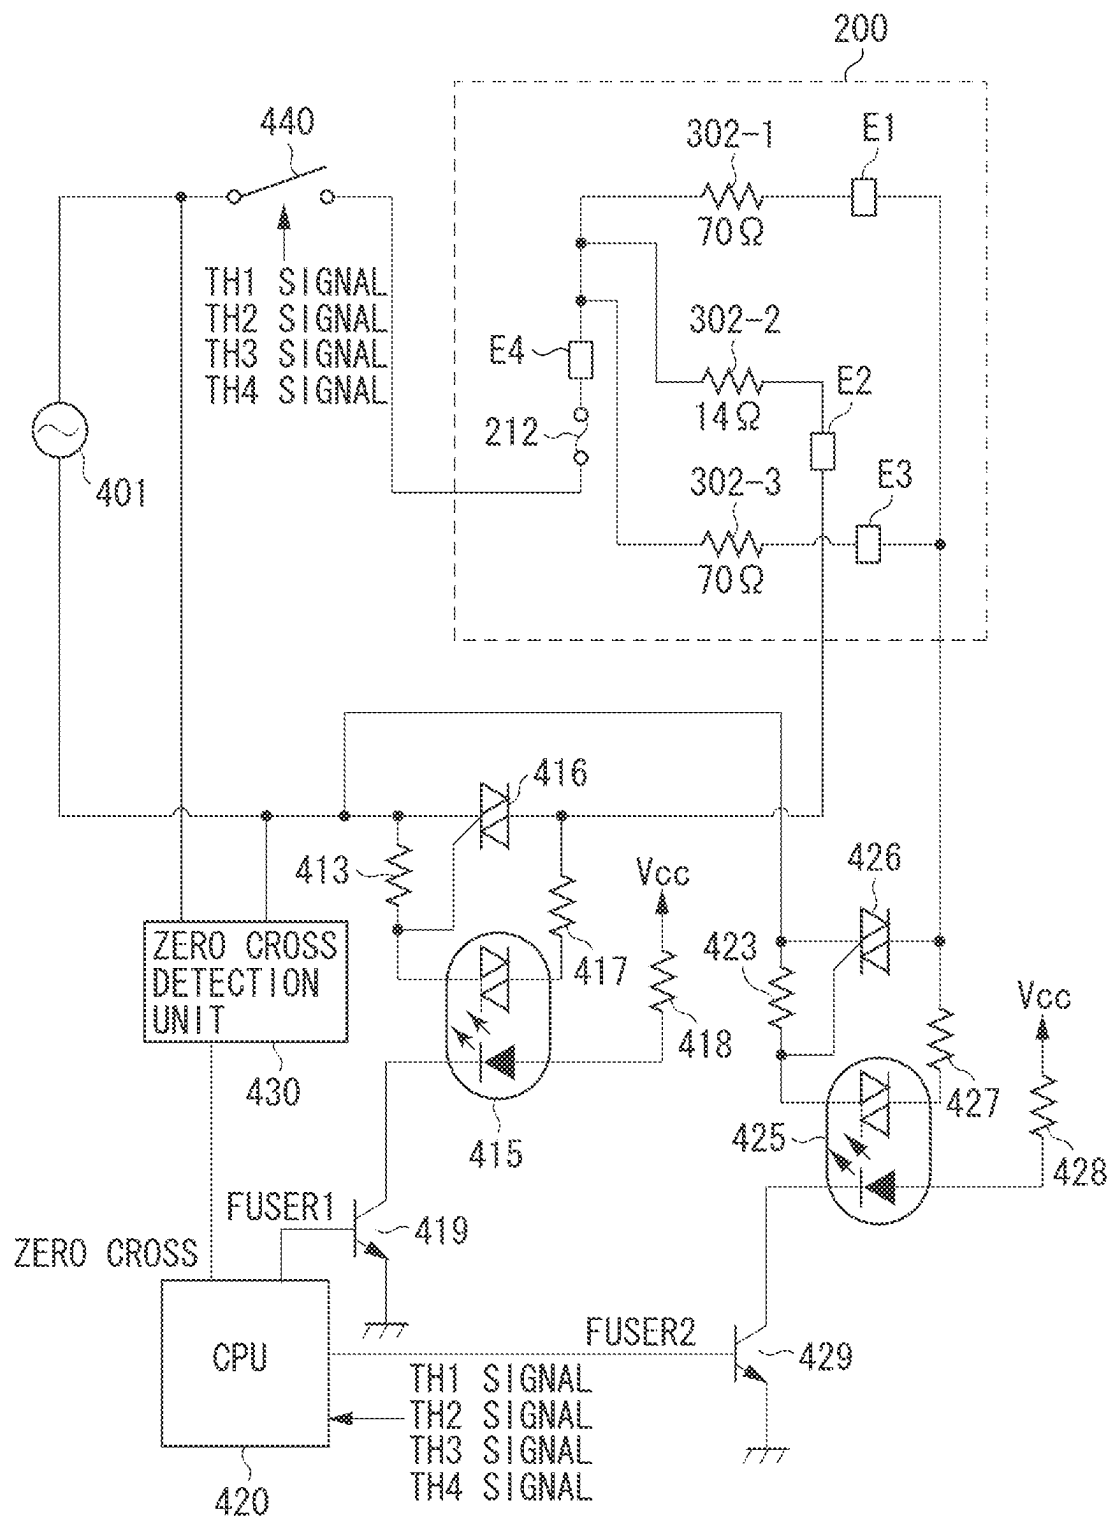 200
440
302-1
E1
70Ω
TH1 SIGNAL
TH2 SIGNAL
TH3 SIGNAL
TH4 SIGNAL
302-2
E4
14Ω
E2
212
401
302-3
E3
70Ω
416
413
Vcc
426
ZERO CROSS
DETECTION
UNIT
417
423
418
Vcc
430
415
425
427
428
FUSER1
419
ZERO CROSS
CPU
FUSER2
429
TH1 SIGNAL
TH2 SIGNAL
TH3 SIGNAL
TH4 SIGNAL
420